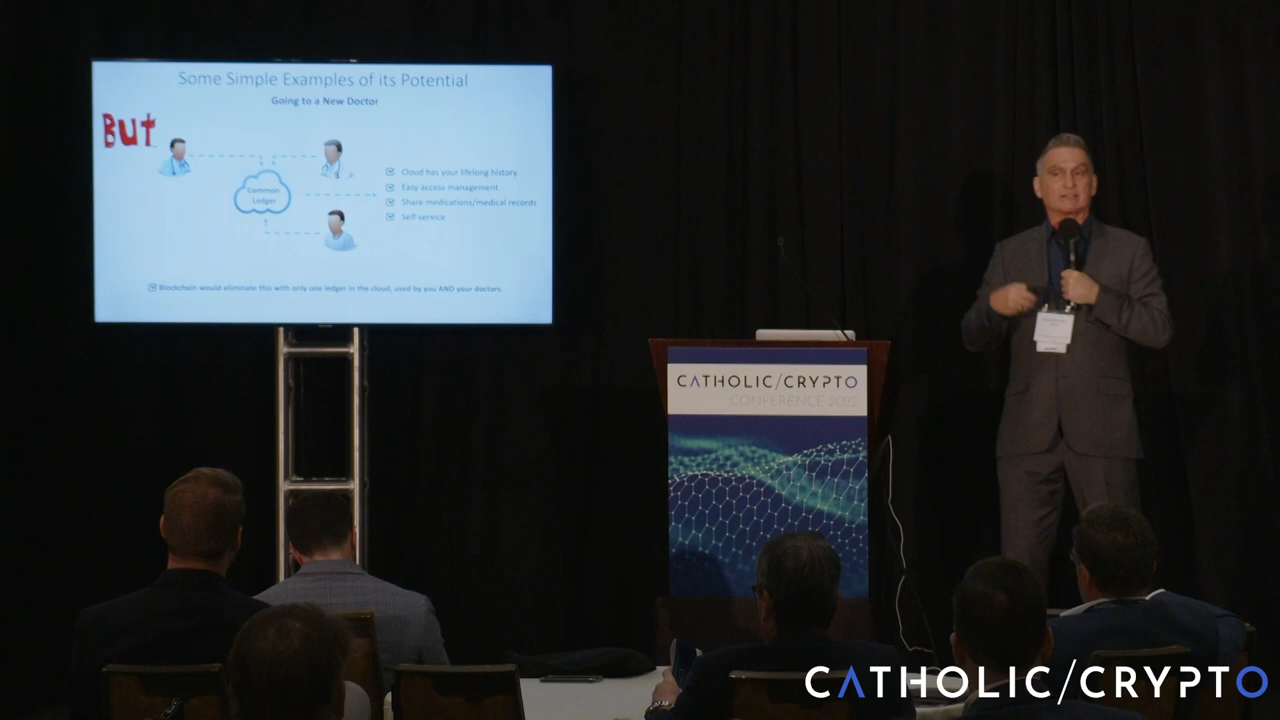 Some Simple Examples of its Potential
Going to a New Doctor
But
Common
Ledger
Cloud has your lifelong history
Easy access management
Share medications/medical records
Self-service
Blockchain would eliminate this with only one ledger in the cloud, used by you AND your doctors.
CATHOLIC/CRYPTO
CONFERENCE 2022
CATHOLIC/CRYPTO